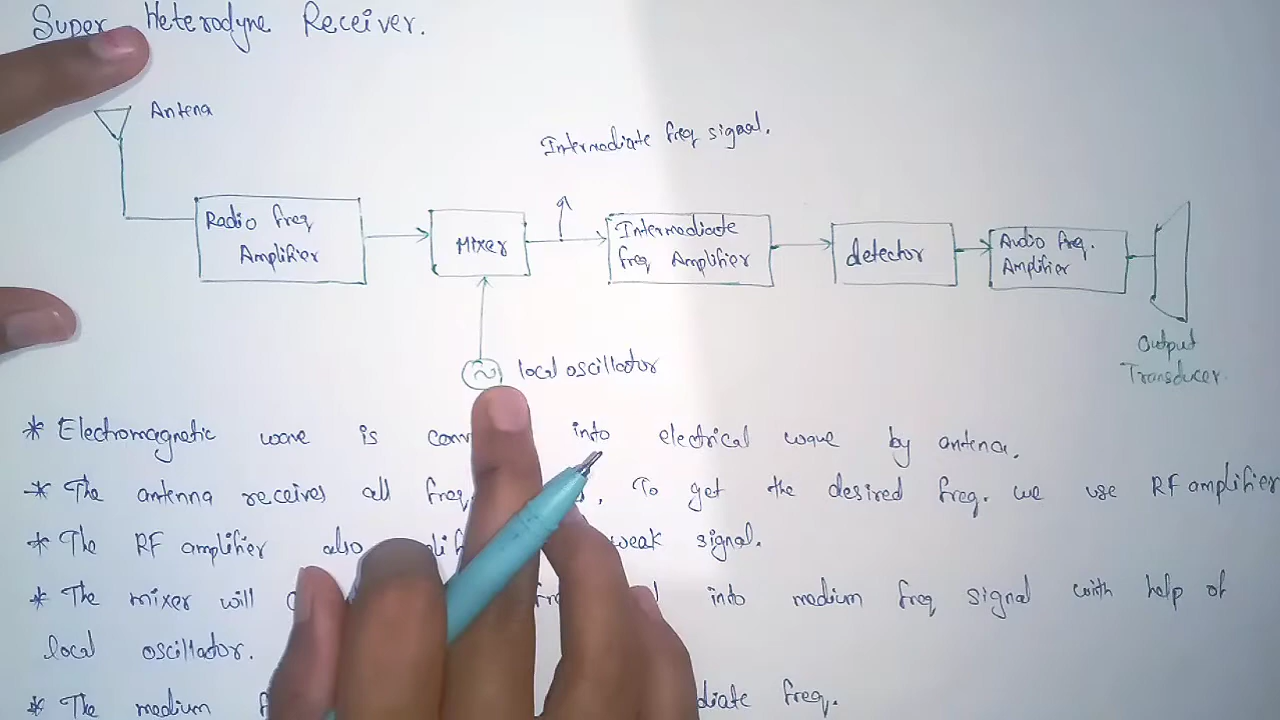 Super Heterodyne Receiver.
Antena
Intermediate freq signal.
Radio freq
Amplifier
Mixer
Intermediate
freq Amplifier
detector
Audio freq.
Amplifier
local oscillator
Output
Transducer.
* Electromagnetic wave is into electrical wave by antena.
* The antenna receives all To get the desired freq. we use RF amplifier
* The RF amplifier also weak signal.
* The mixer will into medium freq signal with help of
local oscillator.
* The medium freq.